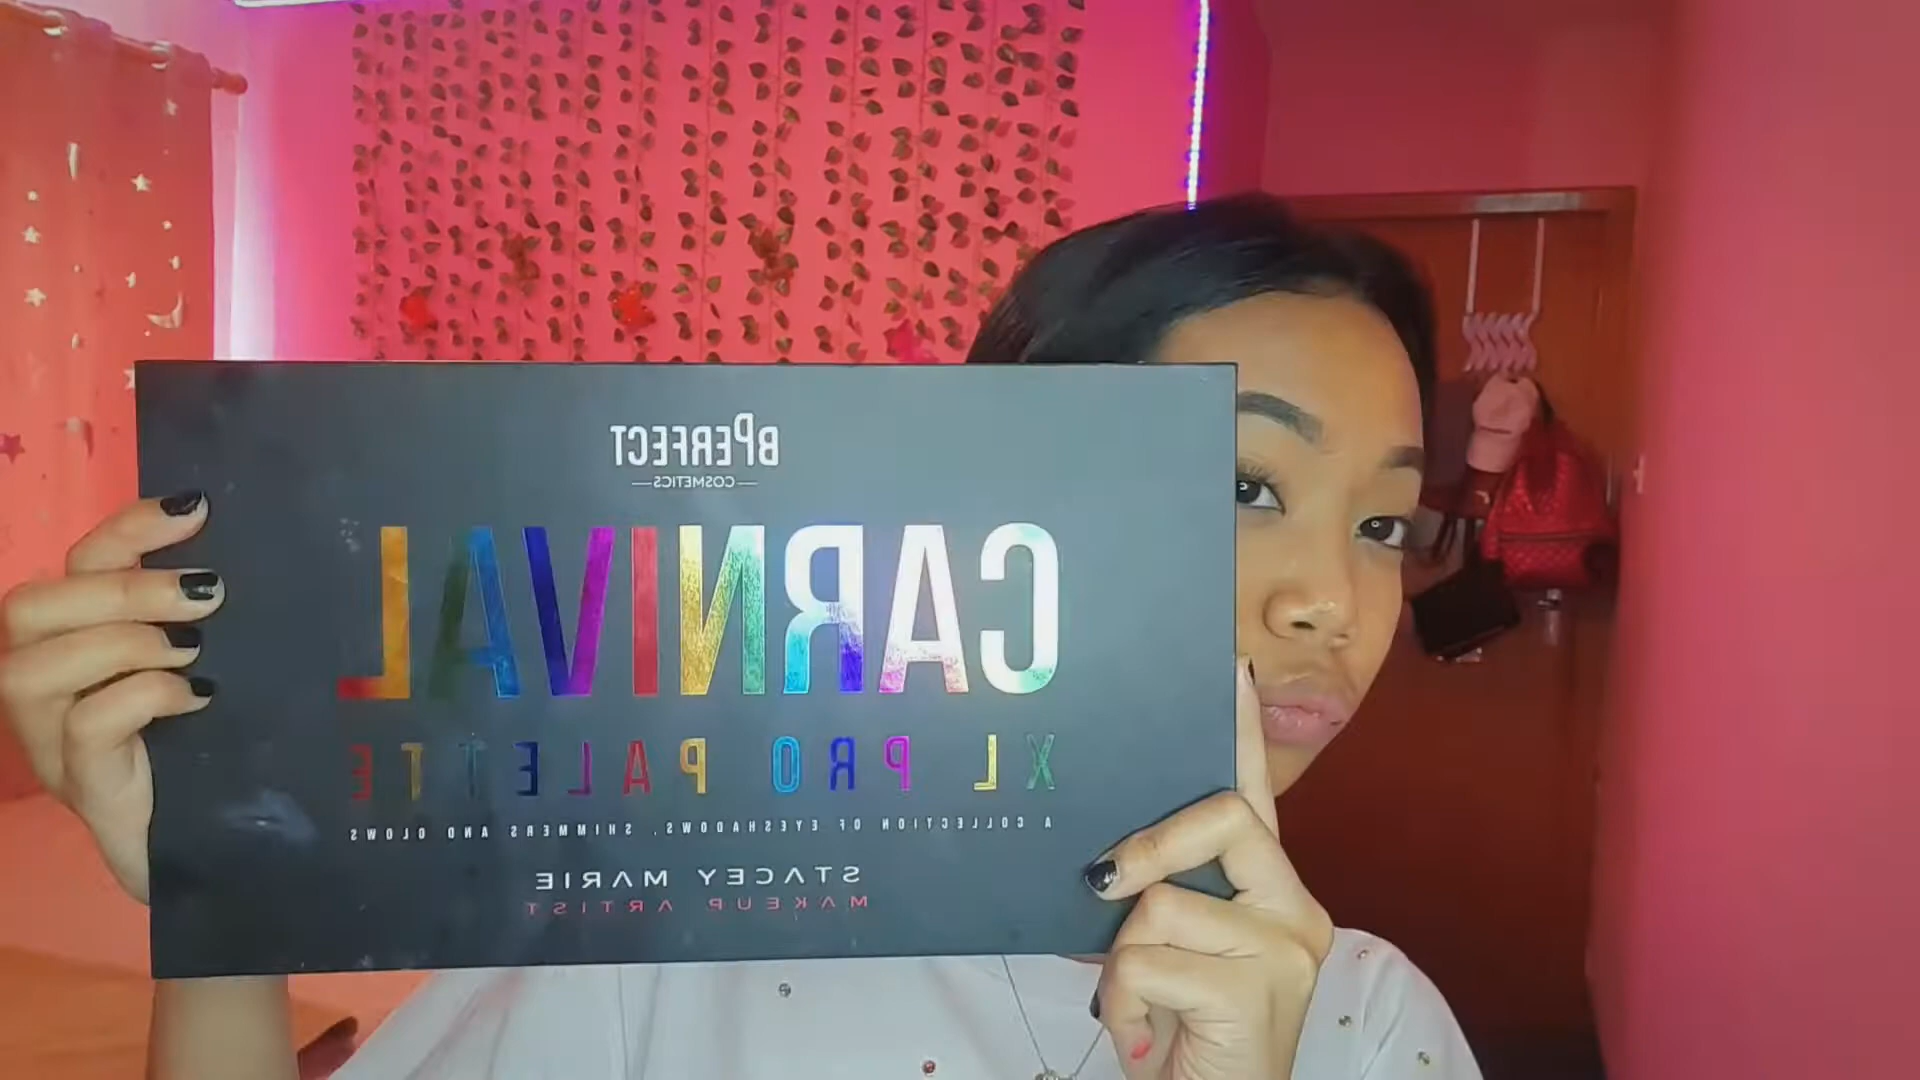 BPERFECT
COSMETICS
CARNIVAL
XL PRO PALETTE
A COLLECTION OF EYESHADOWS, SHIMMERS AND GLOWS
STACEY MARIE
MAKEUP ARTIST